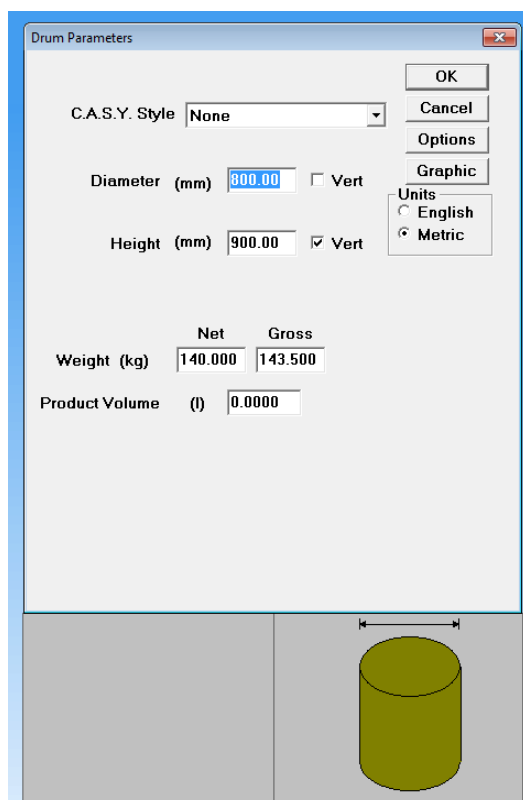 Drum Parameters
OK
C.A.S.Y. Style None
Cancel
Options
Graphic
Diameter (mm) 800.00 Vert
Units
English
Metric
Height (mm) 900.00 Vert
Net Gross
Weight (kg) 140.000 143.500
Product Volume (l) 0.0000